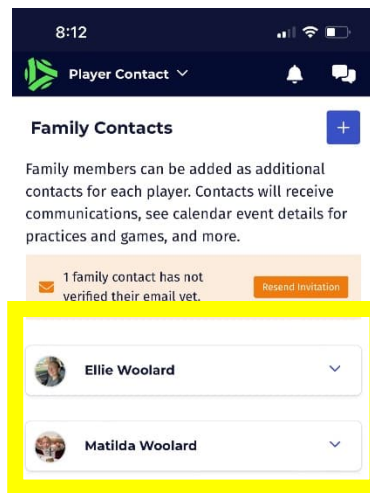 8:12
Player Contact
Family Contacts
Family members can be added as additional
contacts for each player. Contacts will receive
communications, see calendar event details for
practices and games, and more.
1 family contact has not
verified their email yet.
Resend Invitation
Ellie Woolard
Matilda Woolard